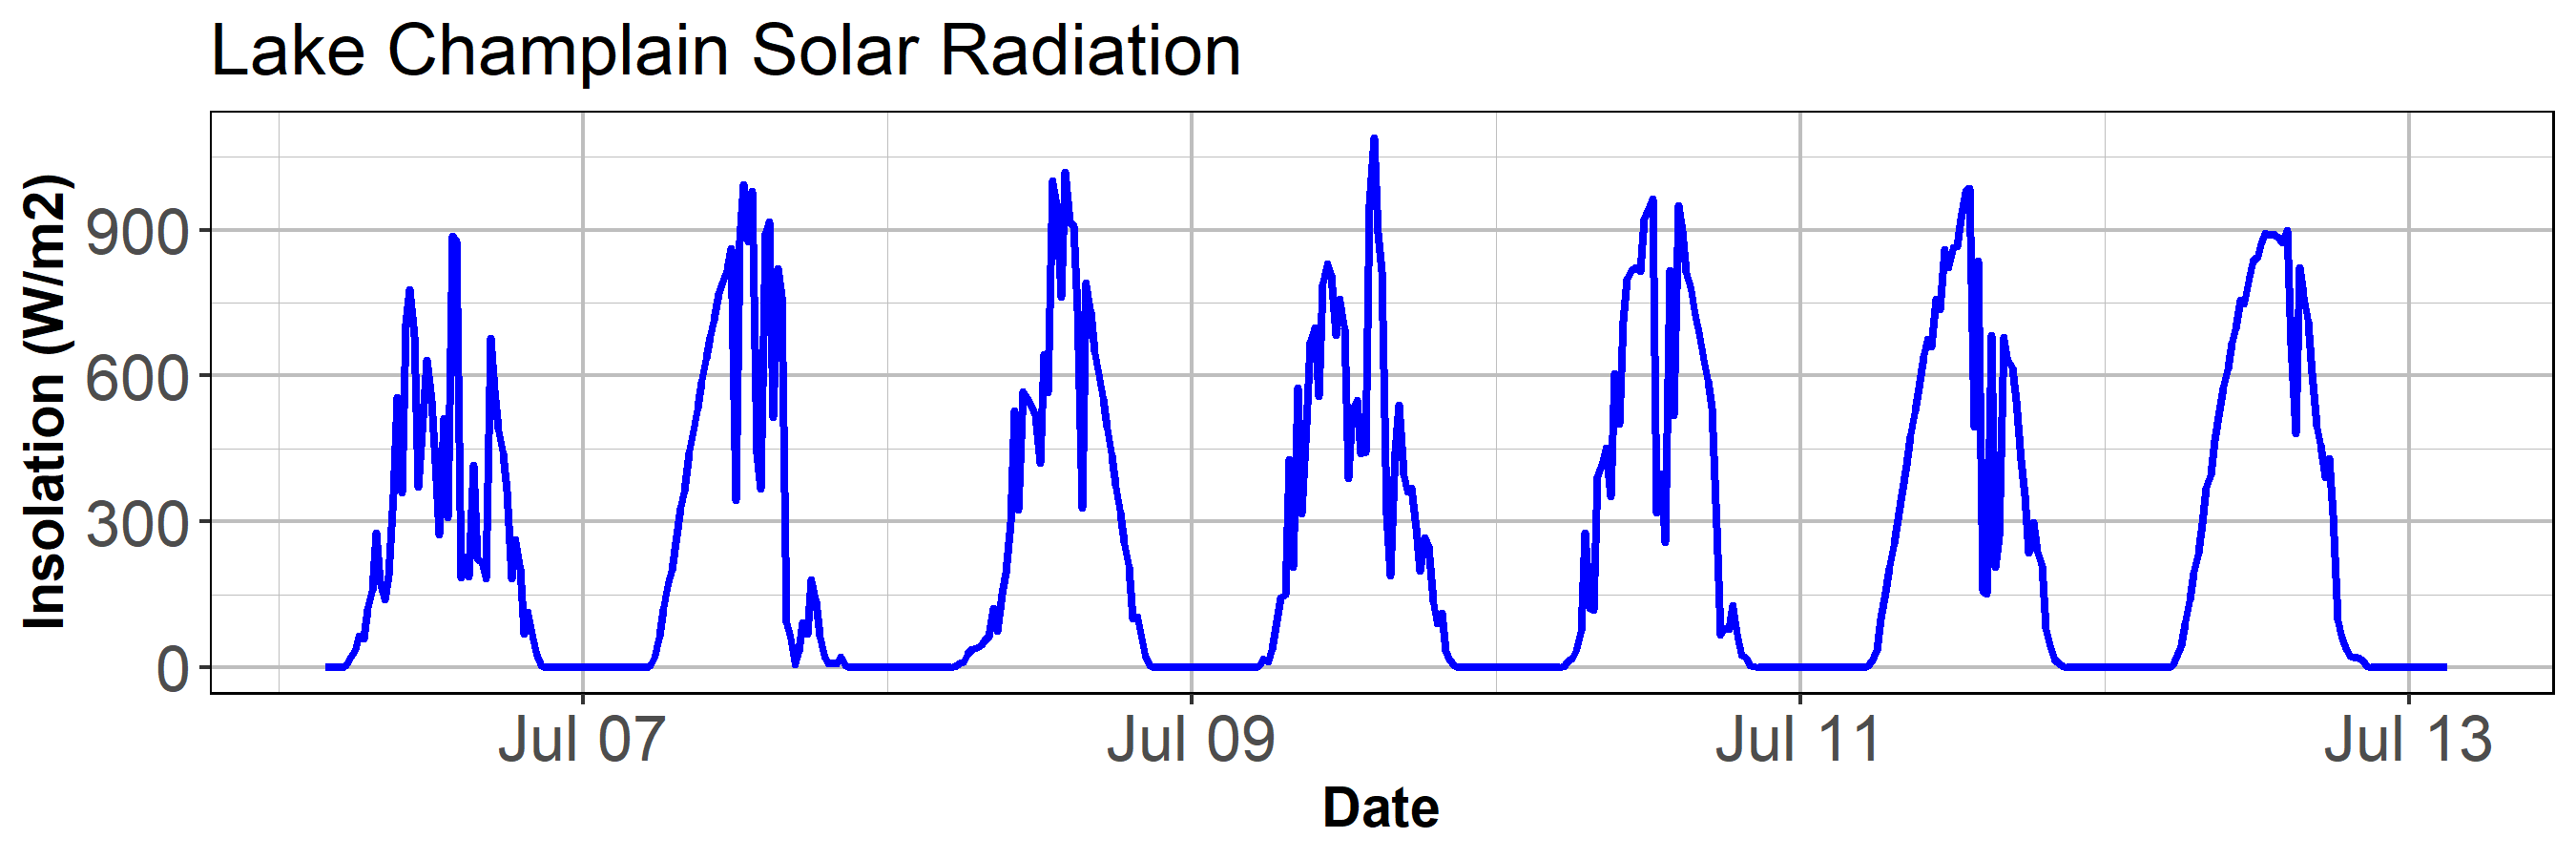 Lake Champlain Solar Radiation
Insolation (W/m2)
900
600
300
0
Jul 07
Jul 09
Jul 11
Jul 13
Date